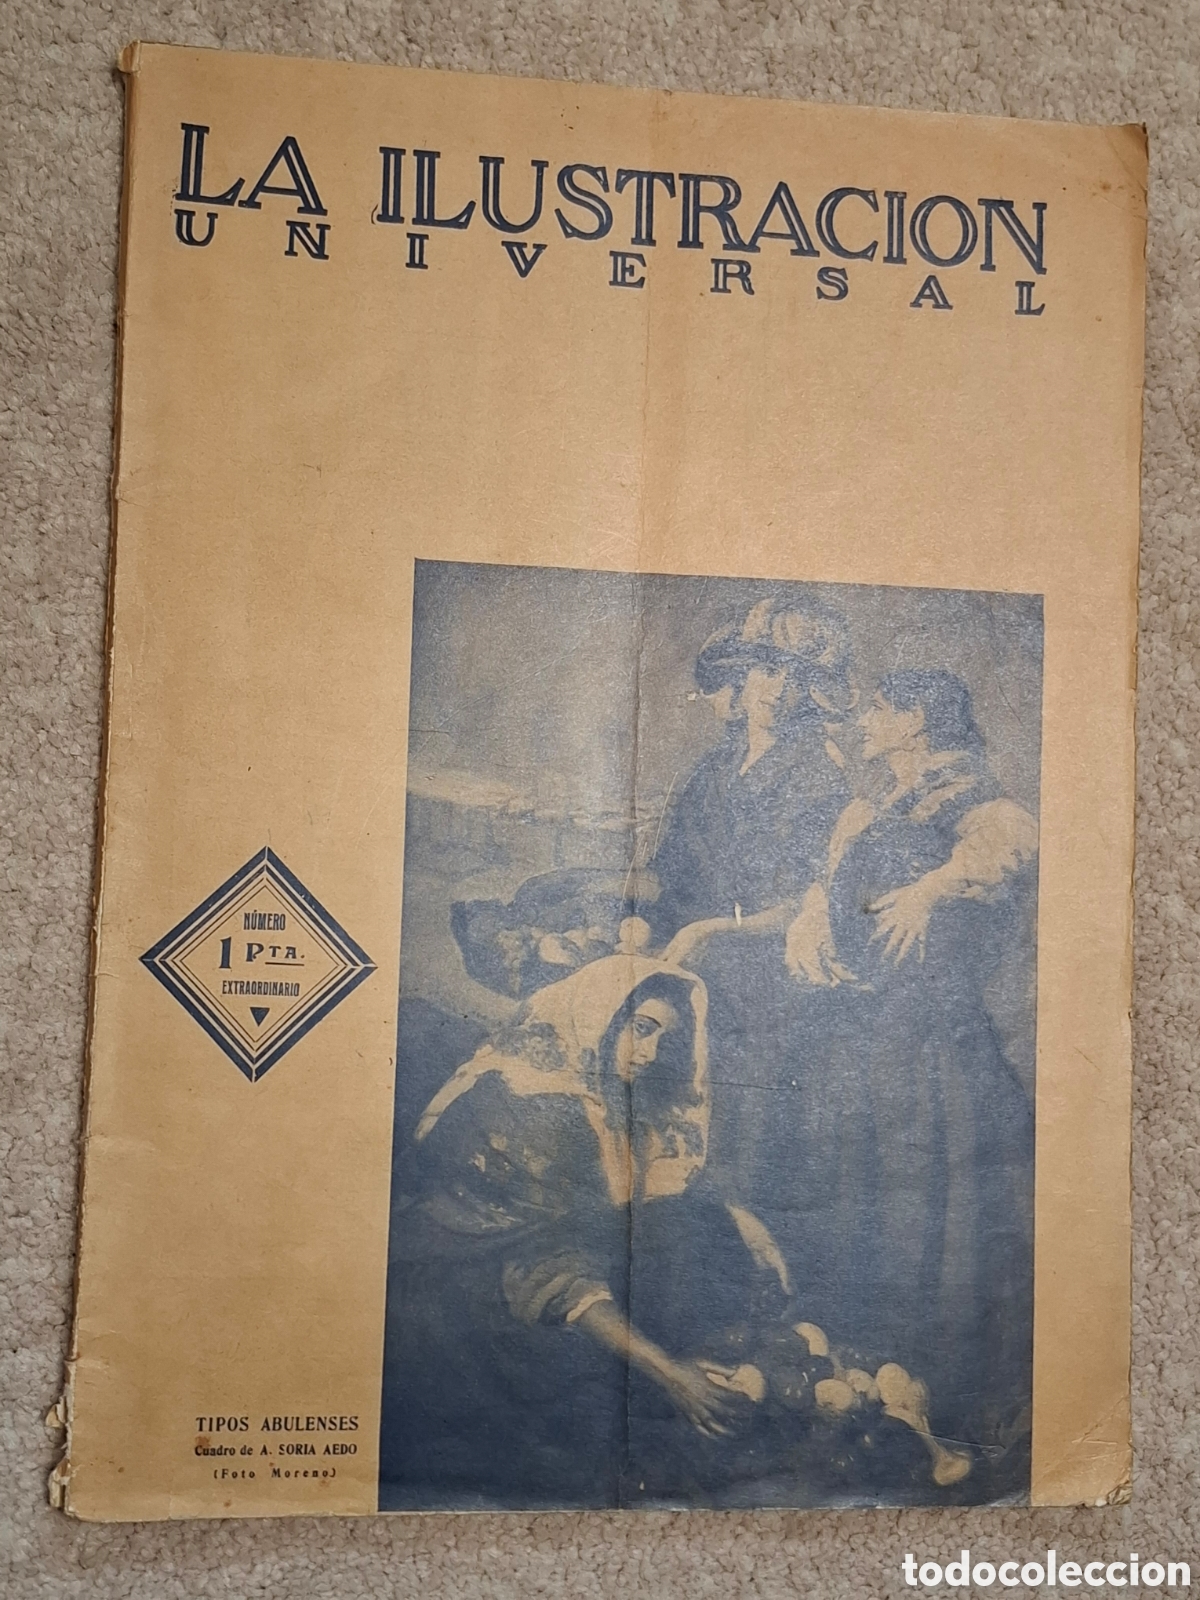 LA ILUSTRACION
UNIVERSAL
NÚMERO
1 PTA.
EXTRAORDINARIO
TIPOS ABULENSES
Cuadro de A. SORIA AEDO
(Foto Moreno)
todocoleccion